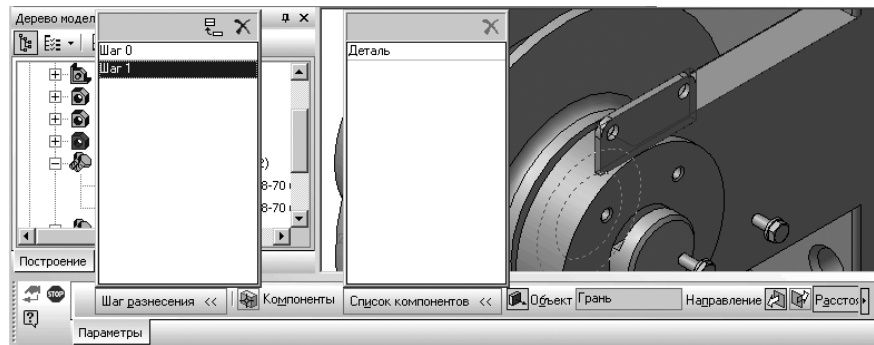 Дерево модел
Шаг 0
Шаг 1
Деталь
8-70
8-70
Построение
Шаг разнесения <<
Компоненты
Список компонентов <<
Объект
Грань
Направление
Расстоя
STOP
Параметры